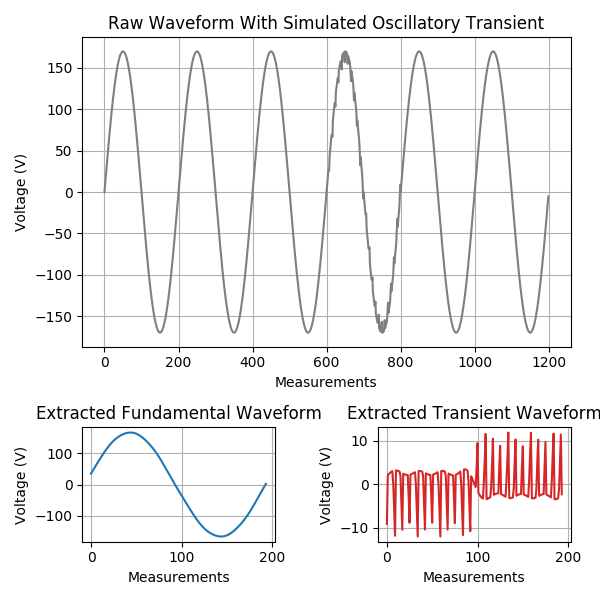 Raw Waveform With Simulated Oscillatory Transient
150
100
50
0
−50
−100
−150
Voltage (V)
0 200 400 600 800 1000 1200
Measurements
Extracted Fundamental Waveform
100
0
−100
Voltage (V)
0 100 200
Measurements
Extracted Transient Waveform
10
0
−10
Voltage (V)
0 100 200
Measurements